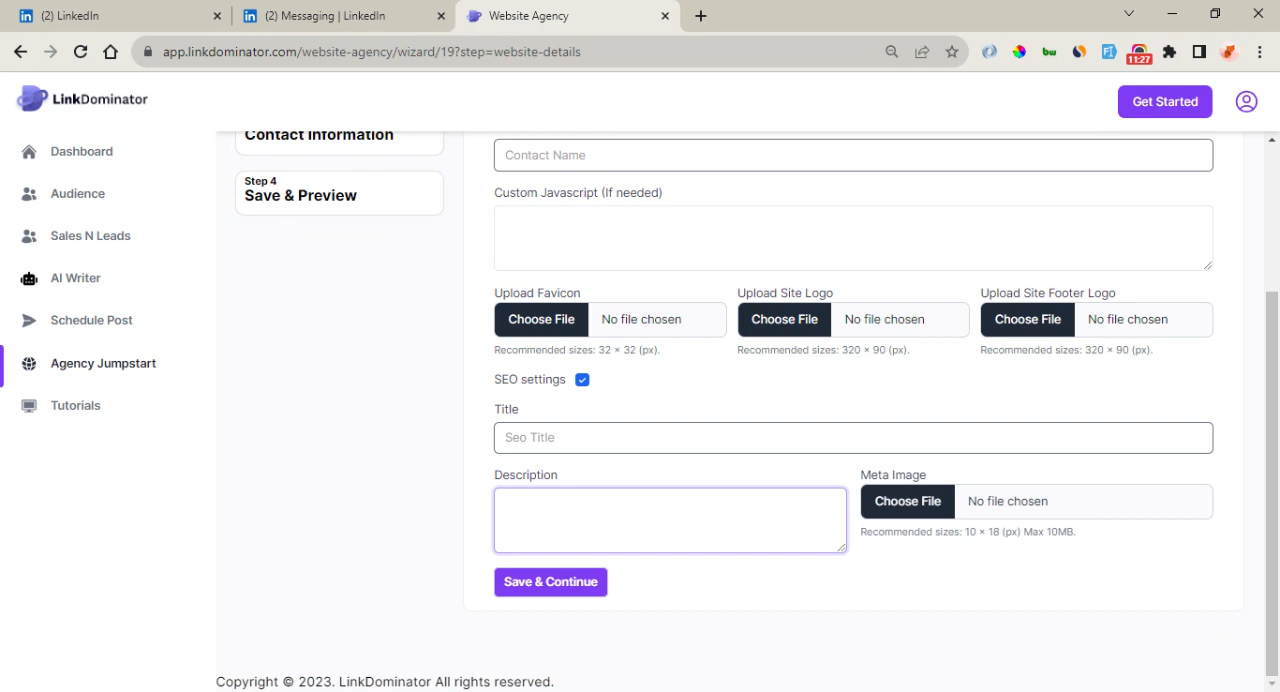 (2) LinkedIn
(2) Messaging | LinkedIn
Website Agency
app.linkdominator.com/website-agency/wizard/19?step=website-details
11:27
LinkDominator
Get Started
Dashboard
Audience
Sales N Leads
AI Writer
Schedule Post
Agency Jumpstart
Tutorials
Contact Information
Step 4
Save & Preview
Contact Name
Custom Javascript (If needed)
Upload Favicon
Upload Site Logo
Upload Site Footer Logo
Choose File No file chosen
Choose File No file chosen
Choose File No file chosen
Recommended sizes: 32 × 32 (px).
Recommended sizes: 320 × 90 (px).
Recommended sizes: 320 × 90 (px).
SEO settings
Title
Seo Title
Description
Meta Image
Choose File No file chosen
Recommended sizes: 10 × 18 (px) Max 10MB.
Save & Continue
Copyright © 2023. LinkDominator All rights reserved.